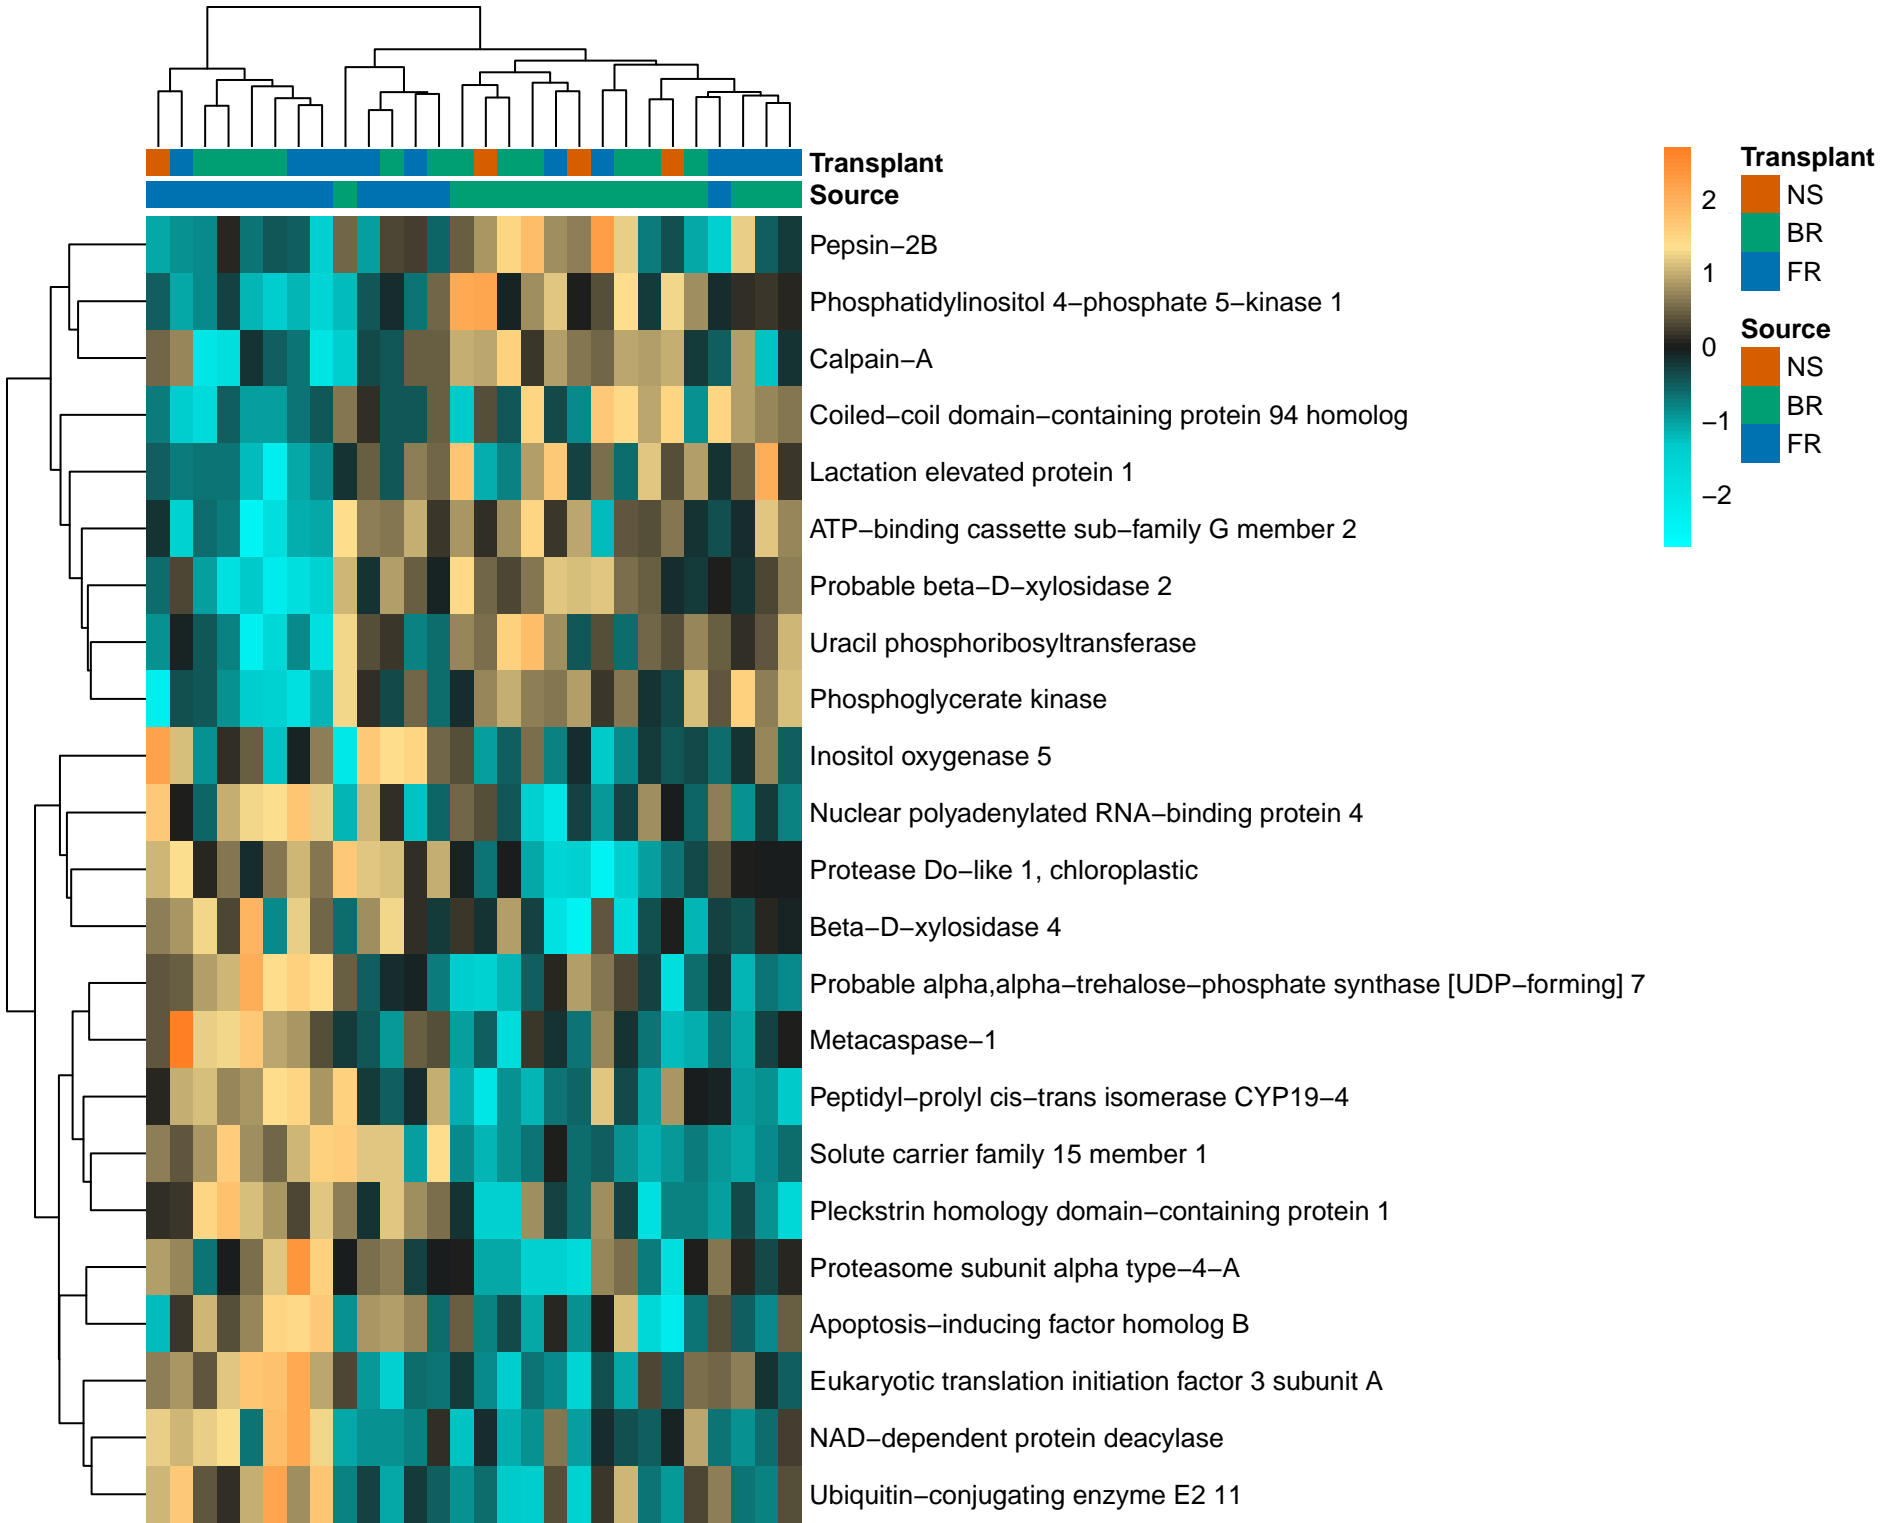 Transplant
Source
Pepsin−2B
Phosphatidylinositol 4−phosphate 5−kinase 1
Calpain−A
Coiled−coil domain−containing protein 94 homolog
Lactation elevated protein 1
ATP−binding cassette sub−family G member 2
Probable beta−D−xylosidase 2
Uracil phosphoribosyltransferase
Phosphoglycerate kinase
Inositol oxygenase 5
Nuclear polyadenylated RNA−binding protein 4
Protease Do−like 1, chloroplastic
Beta−D−xylosidase 4
Probable alpha,alpha−trehalose−phosphate synthase [UDP−forming] 7
Metacaspase−1
Peptidyl−prolyl cis−trans isomerase CYP19−4
Solute carrier family 15 member 1
Pleckstrin homology domain−containing protein 1
Proteasome subunit alpha type−4−A
Apoptosis−inducing factor homolog B
Eukaryotic translation initiation factor 3 subunit A
NAD−dependent protein deacylase
Ubiquitin−conjugating enzyme E2 11
2
1
0
−1
−2
Transplant
NS
BR
FR
Source
NS
BR
FR